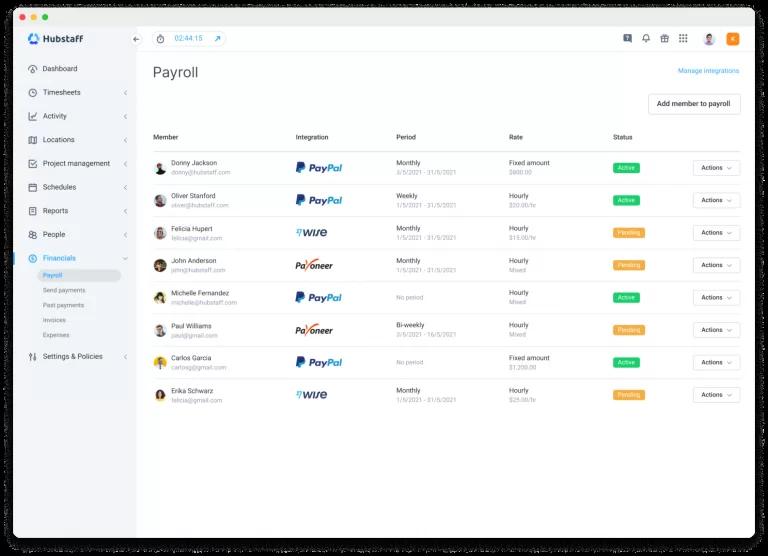 Hubstaff
02:44:15
?
K
Dashboard
Timesheets
Activity
Locations
Project management
Schedules
Reports
People
Financials
Payroll
Send payments
Past payments
Invoices
Expenses
Settings & Policies
Payroll
Manage integrations
Add member to payroll
Member Integration Period Rate Status
Donny Jackson PayPal Monthly Fixed amount Active Actions
donny@hubstaff.com 3/5/2021 - 31/5/2021 $800.00
Oliver Stanford PayPal Weekly Hourly Active Actions
oliver@hubstaff.com 1/5/2021 - 31/5/2021 $20.00/hr
Felicia Hupert WISE Monthly Hourly Pending Actions
felicia@gmail.com 1/5/2021 - 31/5/2021 $15.00/hr
John Anderson Payoneer Monthly Hourly Pending Actions
john@hubstaff.com 1/5/2021 - 31/5/2021 Mixed
Michelle Fernandez PayPal No period Hourly Active Actions
michelle@hubstaff.com Mixed
Paul Williams Payoneer Bi-weekly Hourly Pending Actions
paul@gmail.com 3/5/2021 - 16/5/2021 Mixed
Carlos Garcia PayPal No period Fixed amount Active Actions
carlosg@gmail.com $1,200.00
Erika Schwarz WISE Monthly Hourly Pending Actions
felicia@gmail.com 1/5/2021 - 31/5/2021 $25.00/hr